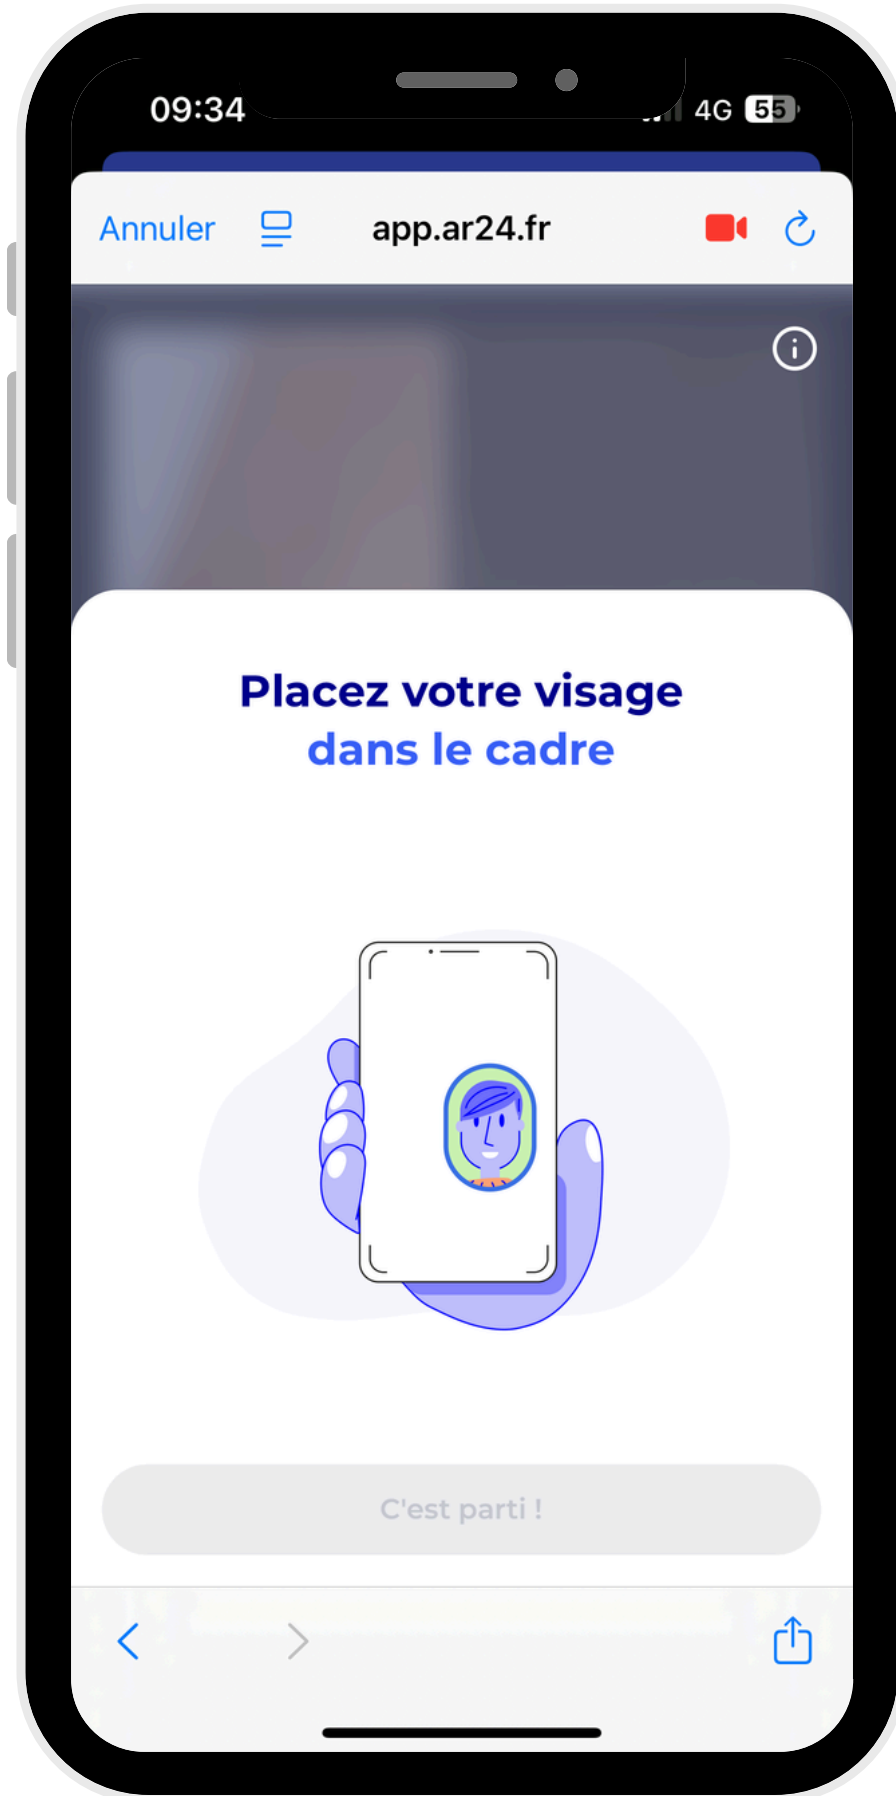 09:34
4G 55
Annuler
app.ar24.fr
Placez votre visage
dans le cadre
C'est parti !